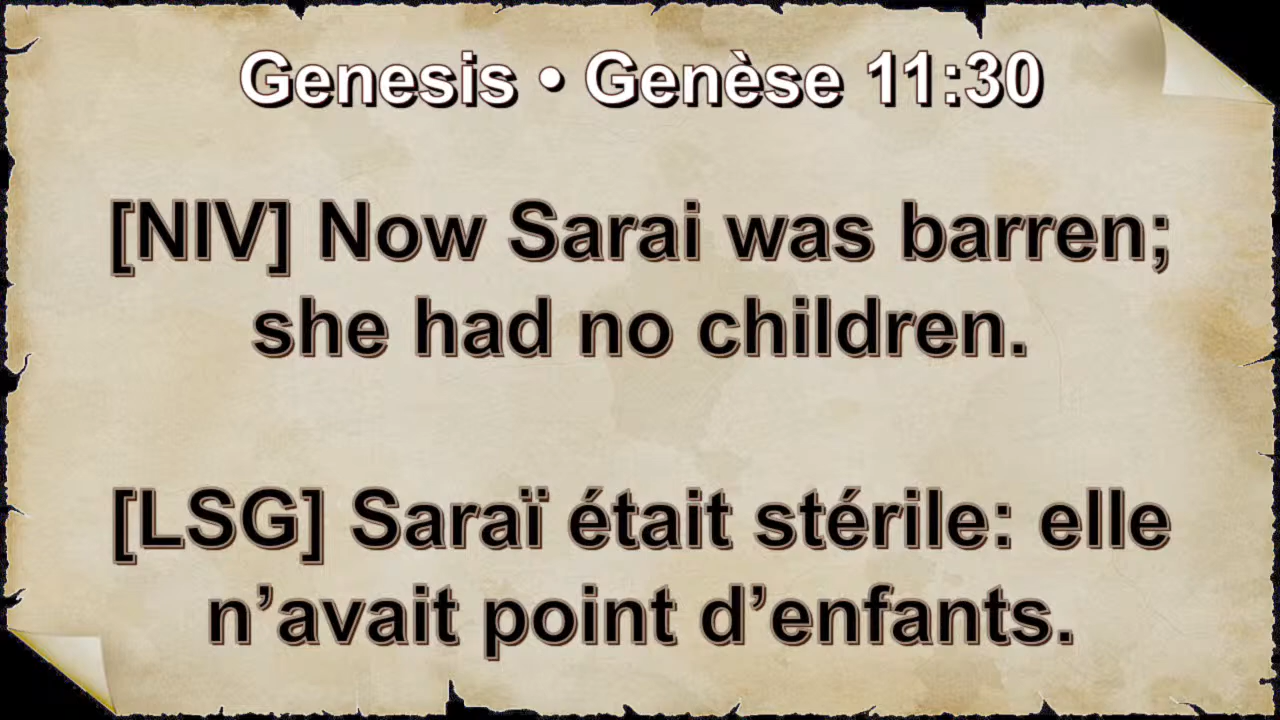 Genesis • Genèse 11:30
[NIV] Now Sarai was barren;
she had no children.
[LSG] Saraï était stérile: elle
n’avait point d’enfants.